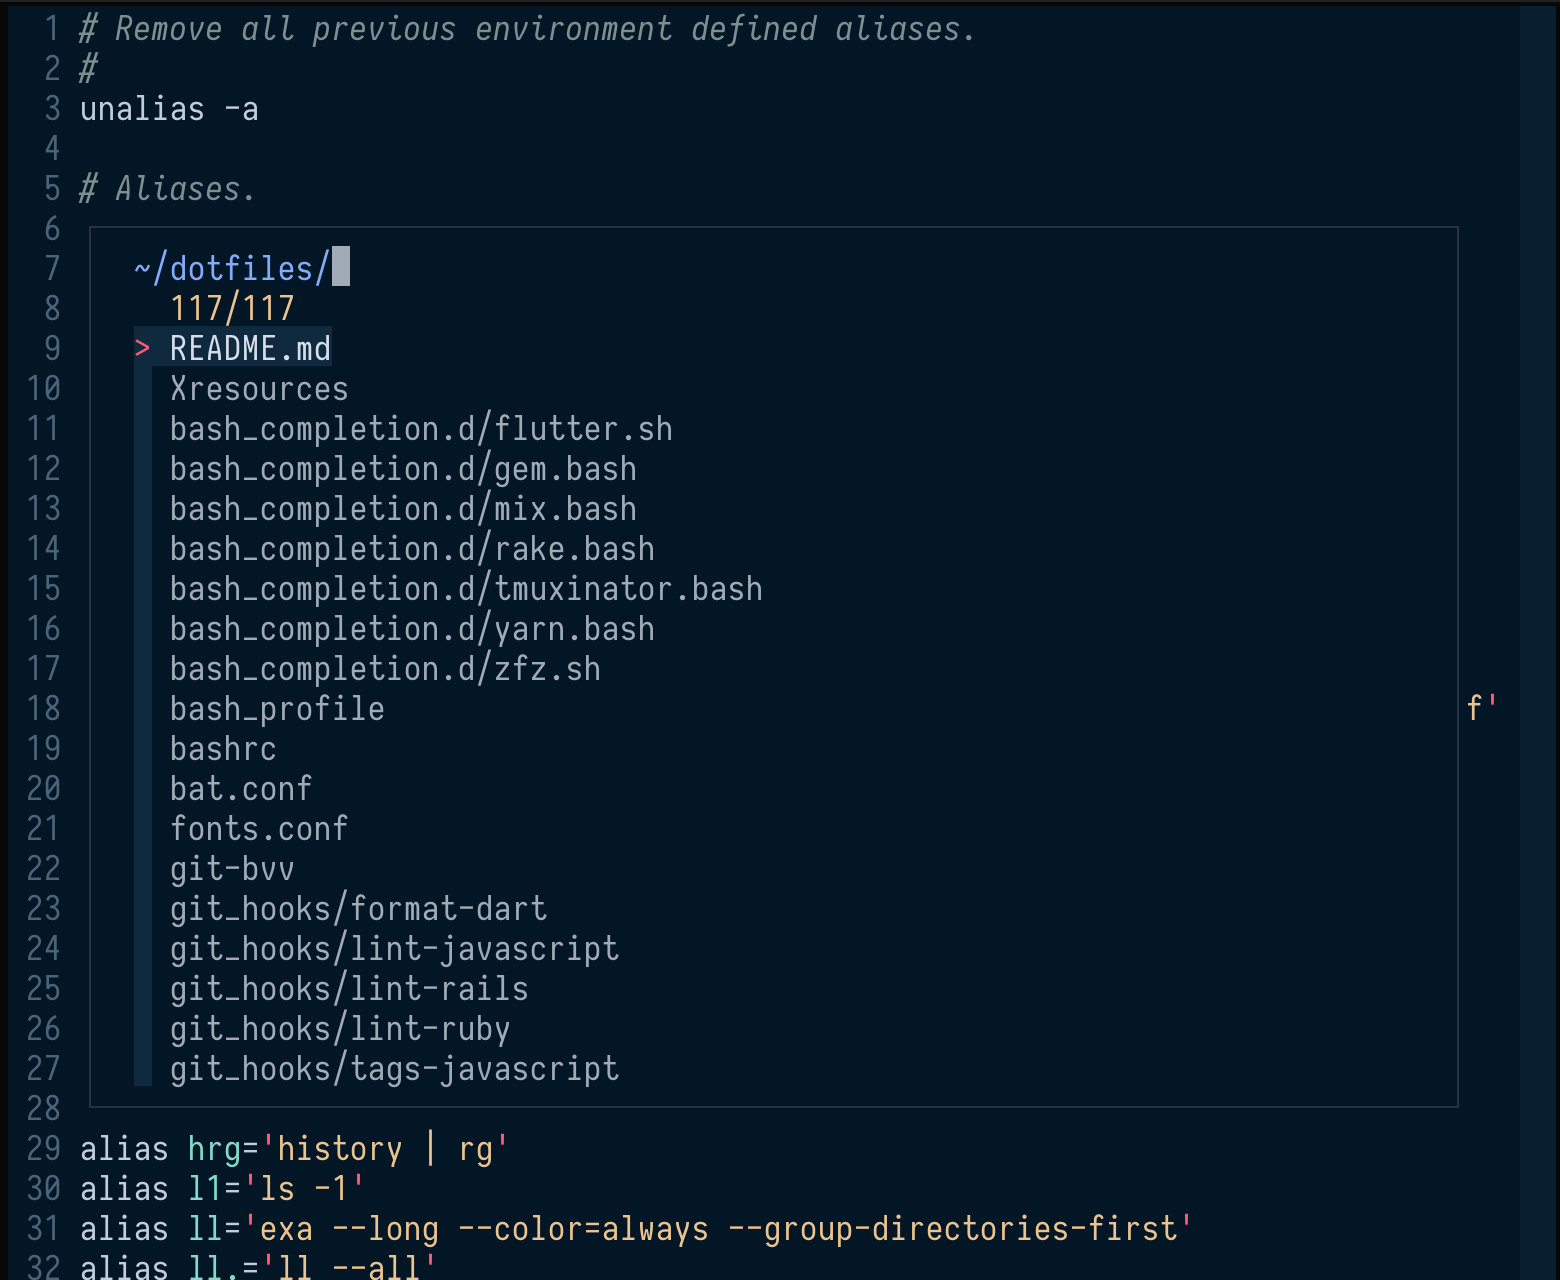 1 # Remove all previous environment defined aliases.
2 #
3 unalias -a
4
5 # Aliases.
6
7 ~/dotfiles/
8 117/117
9 > README.md
10 Xresources
11 bash_completion.d/flutter.sh
12 bash_completion.d/gem.bash
13 bash_completion.d/mix.bash
14 bash_completion.d/rake.bash
15 bash_completion.d/tmuxinator.bash
16 bash_completion.d/yarn.bash
17 bash_completion.d/zfz.sh
18 bash_profile f'
19 bashrc
20 bat.conf
21 fonts.conf
22 git-bvv
23 git_hooks/format-dart
24 git_hooks/lint-javascript
25 git_hooks/lint-rails
26 git_hooks/lint-ruby
27 git_hooks/tags-javascript
28
29 alias hrg='history | rg'
30 alias l1='ls -1'
31 alias ll='exa --long --color=always --group-directories-first'
32 alias ll.='ll --all'